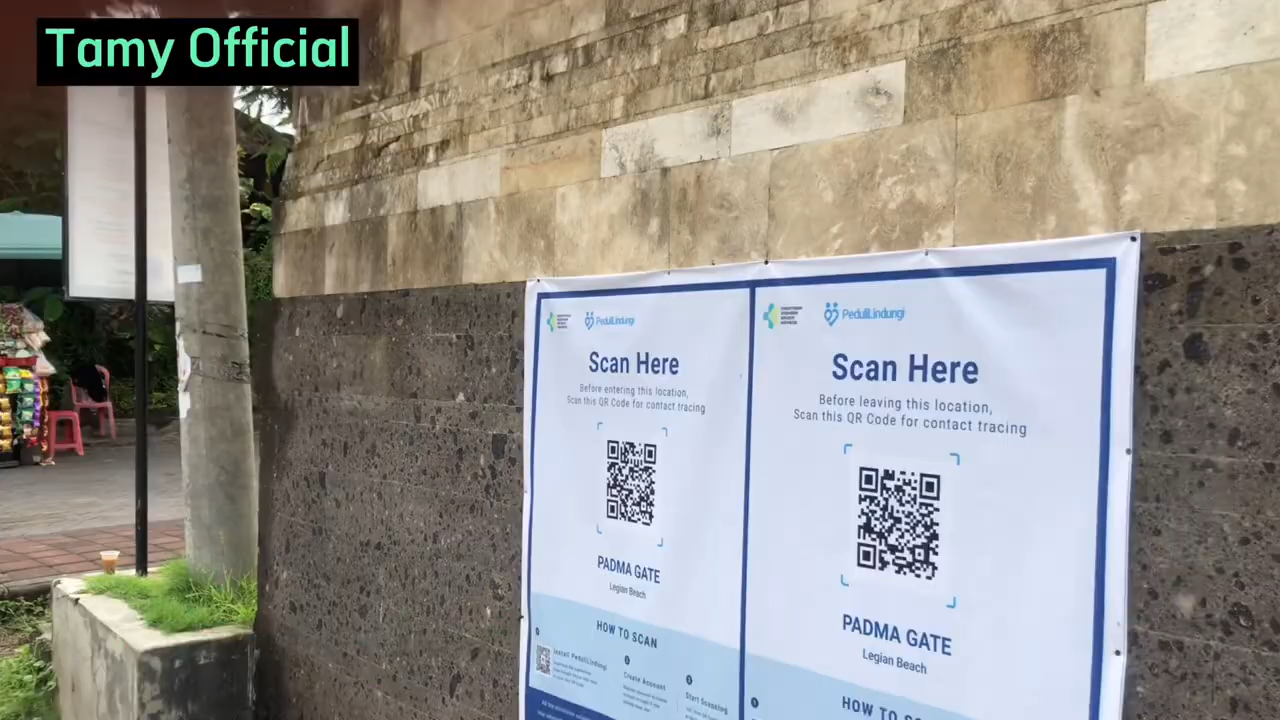 Tamy Official
PeduliLindungi
Scan Here
Before entering this location,
Scan this QR Code for contact tracing
PADMA GATE
Legian Beach
HOW TO SCAN
Install PeduliLindungi
Create Account
Start Scanning
PeduliLindungi
Scan Here
Before leaving this location,
Scan this QR Code for contact tracing
PADMA GATE
Legian Beach
HOW TO